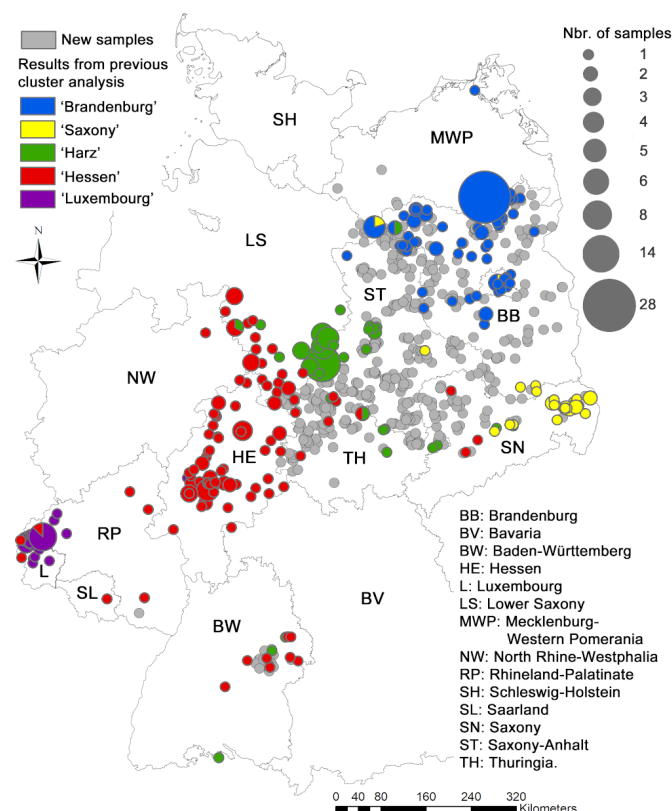 New samples
Results from previous
cluster analysis
‘Brandenburg’
‘Saxony’
‘Harz’
‘Hessen’
‘Luxembourg’
N
Nbr. of samples
1
2
3
4
5
6
8
14
28
SH
MWP
LS
ST
BB
NW
HE
TH
SN
RP
L
SL
BW
BV
BB: Brandenburg
BV: Bavaria
BW: Baden-Württemberg
HE: Hessen
L: Luxembourg
LS: Lower Saxony
MWP: Mecklenburg-
Western Pomerania
NW: North Rhine-Westphalia
RP: Rhineland-Palatinate
SH: Schleswig-Holstein
SL: Saarland
SN: Saxony
ST: Saxony-Anhalt
TH: Thuringia.
0 40 80 160 240 320
Kilometers